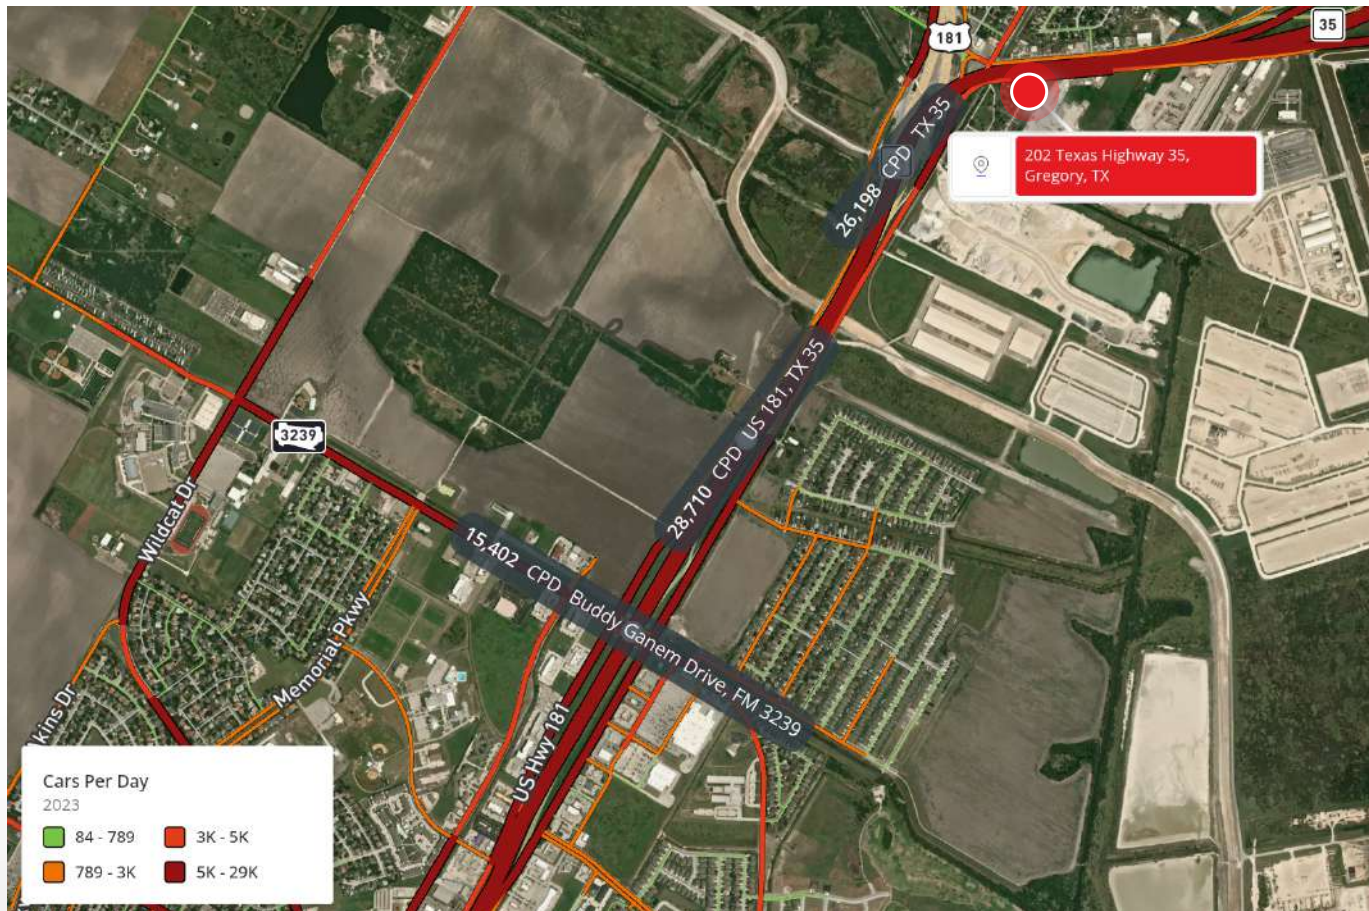 181
35
26,198 CPD TX 35
202 Texas Highway 35,
Gregory, TX
28,710 CPD US 181, TX 35
3239
Wildcat Dr
15,402 CPD Buddy Ganem Drive, FM 3239
Memorial Pkwy
US Hwy 181
Cars Per Day
2023
84 - 789
3K - 5K
789 - 3K
5K - 29K